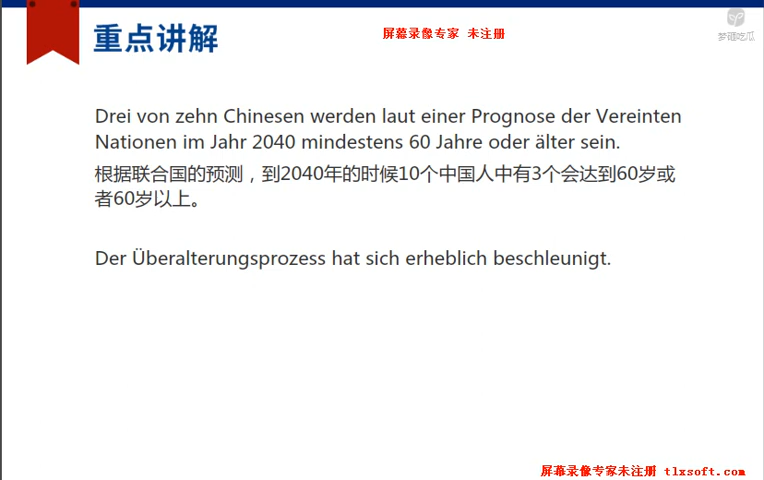 重点讲解
屏幕录像专家 未注册
梦砸吃瓜
Drei von zehn Chinesen werden laut einer Prognose der Vereinten
Nationen im Jahr 2040 mindestens 60 Jahre oder älter sein.
根据联合国的预测，到2040年的时候10个中国人中有3个会达到60岁或
者60岁以上。
Der Überalterungsprozess hat sich erheblich beschleunigt.
屏幕录像专家未注册 tlxsoft.com